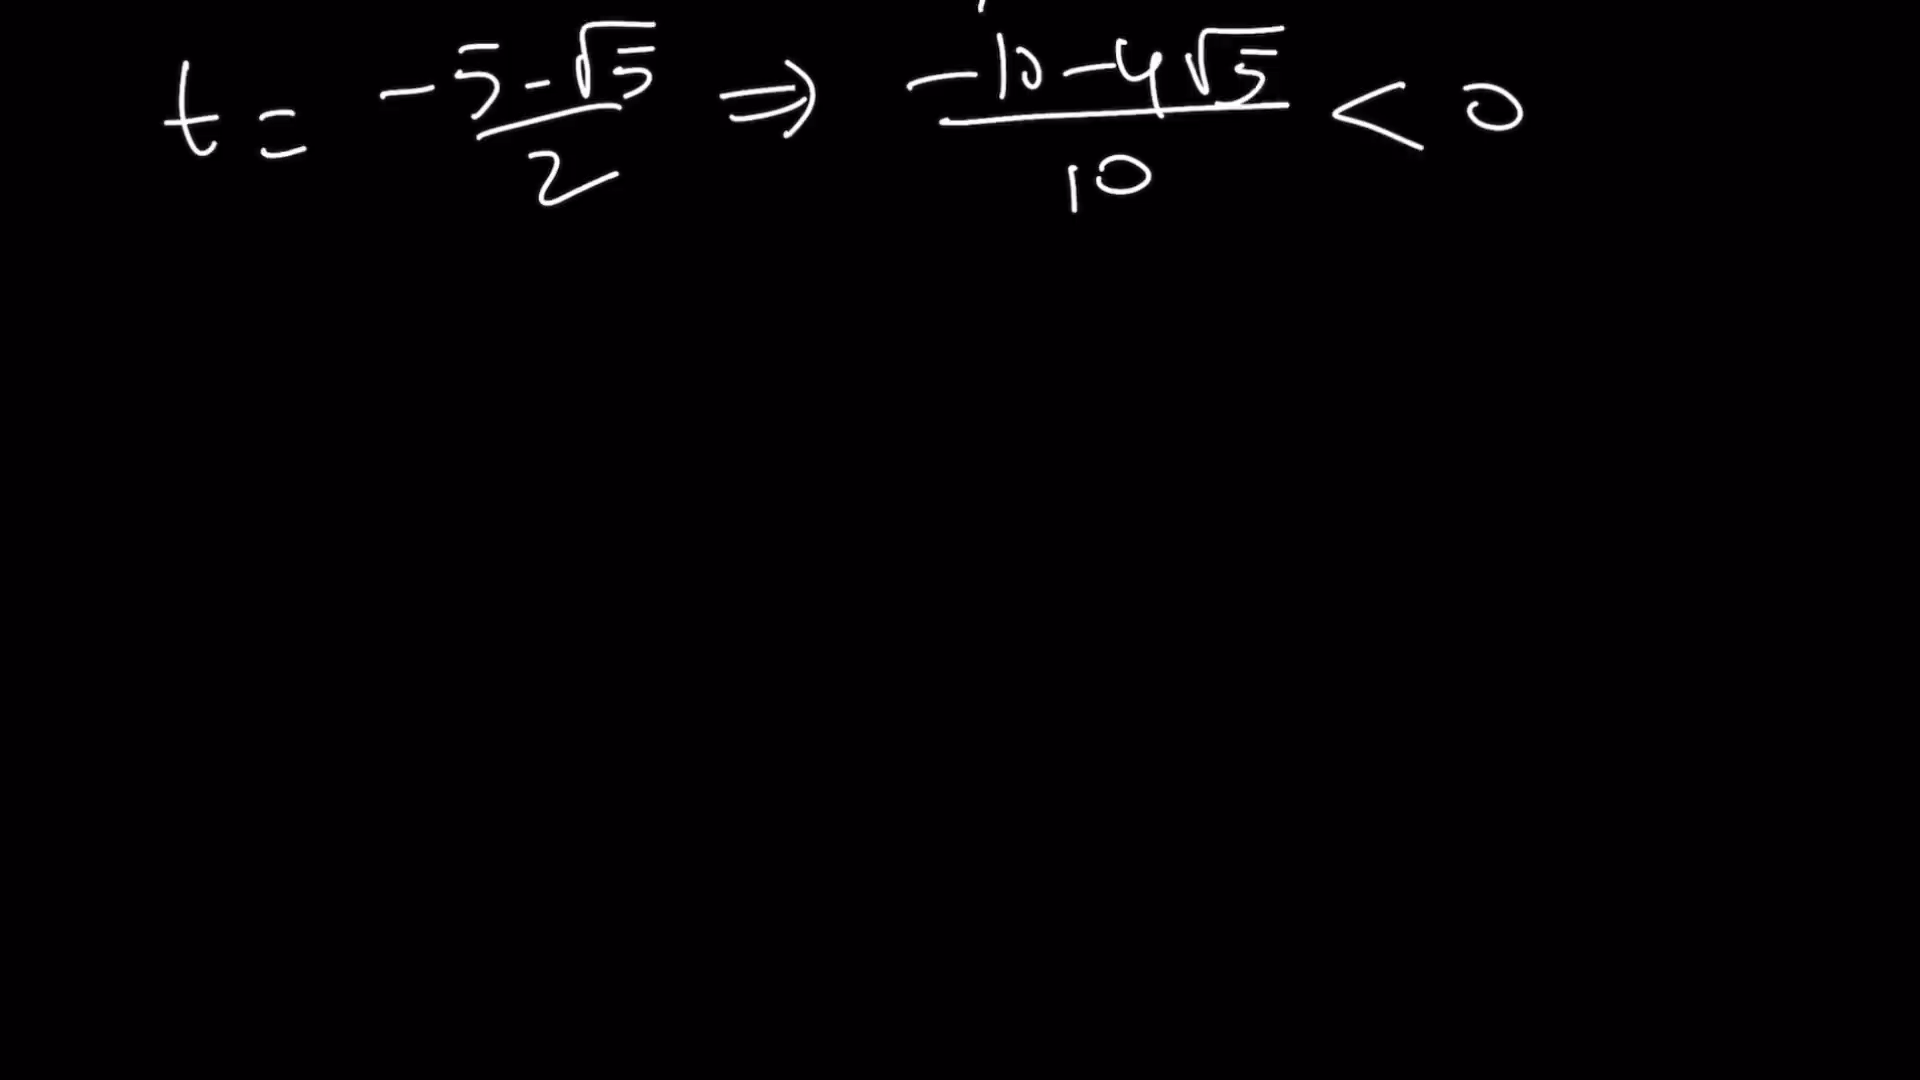 t = (-5-√5)/2 ⇒ (-10-4√5)/10 < 0